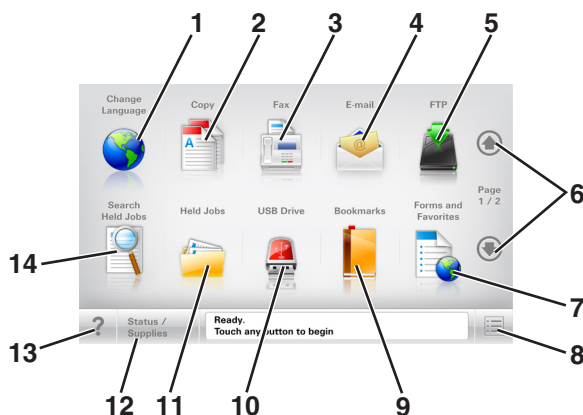 1 2 3 4 5
Change
Language
Copy
Fax
E-mail
FTP
A
@
6
Page
1 / 2
Search
Held Jobs
Held Jobs
USB Drive
Bookmarks
Forms and
Favorites
14
7
?
Status /
Supplies
Ready.
Touch any button to begin
8
13
12 11 10 9